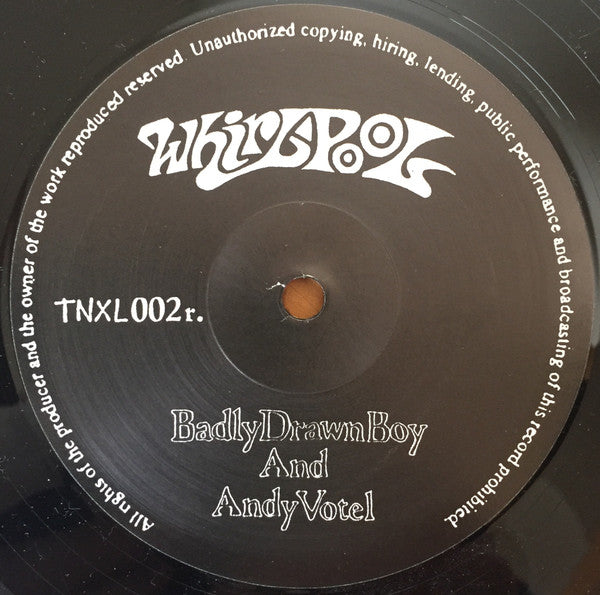 All rights of the producer and the owner of the work reproduced reserved. Unauthorized copying, hiring, lending, public performance and broadcasting of this record prohibited.
WhirLPooL
TNXL002r.
BadlyDrawnBoy
And
AndyVotel